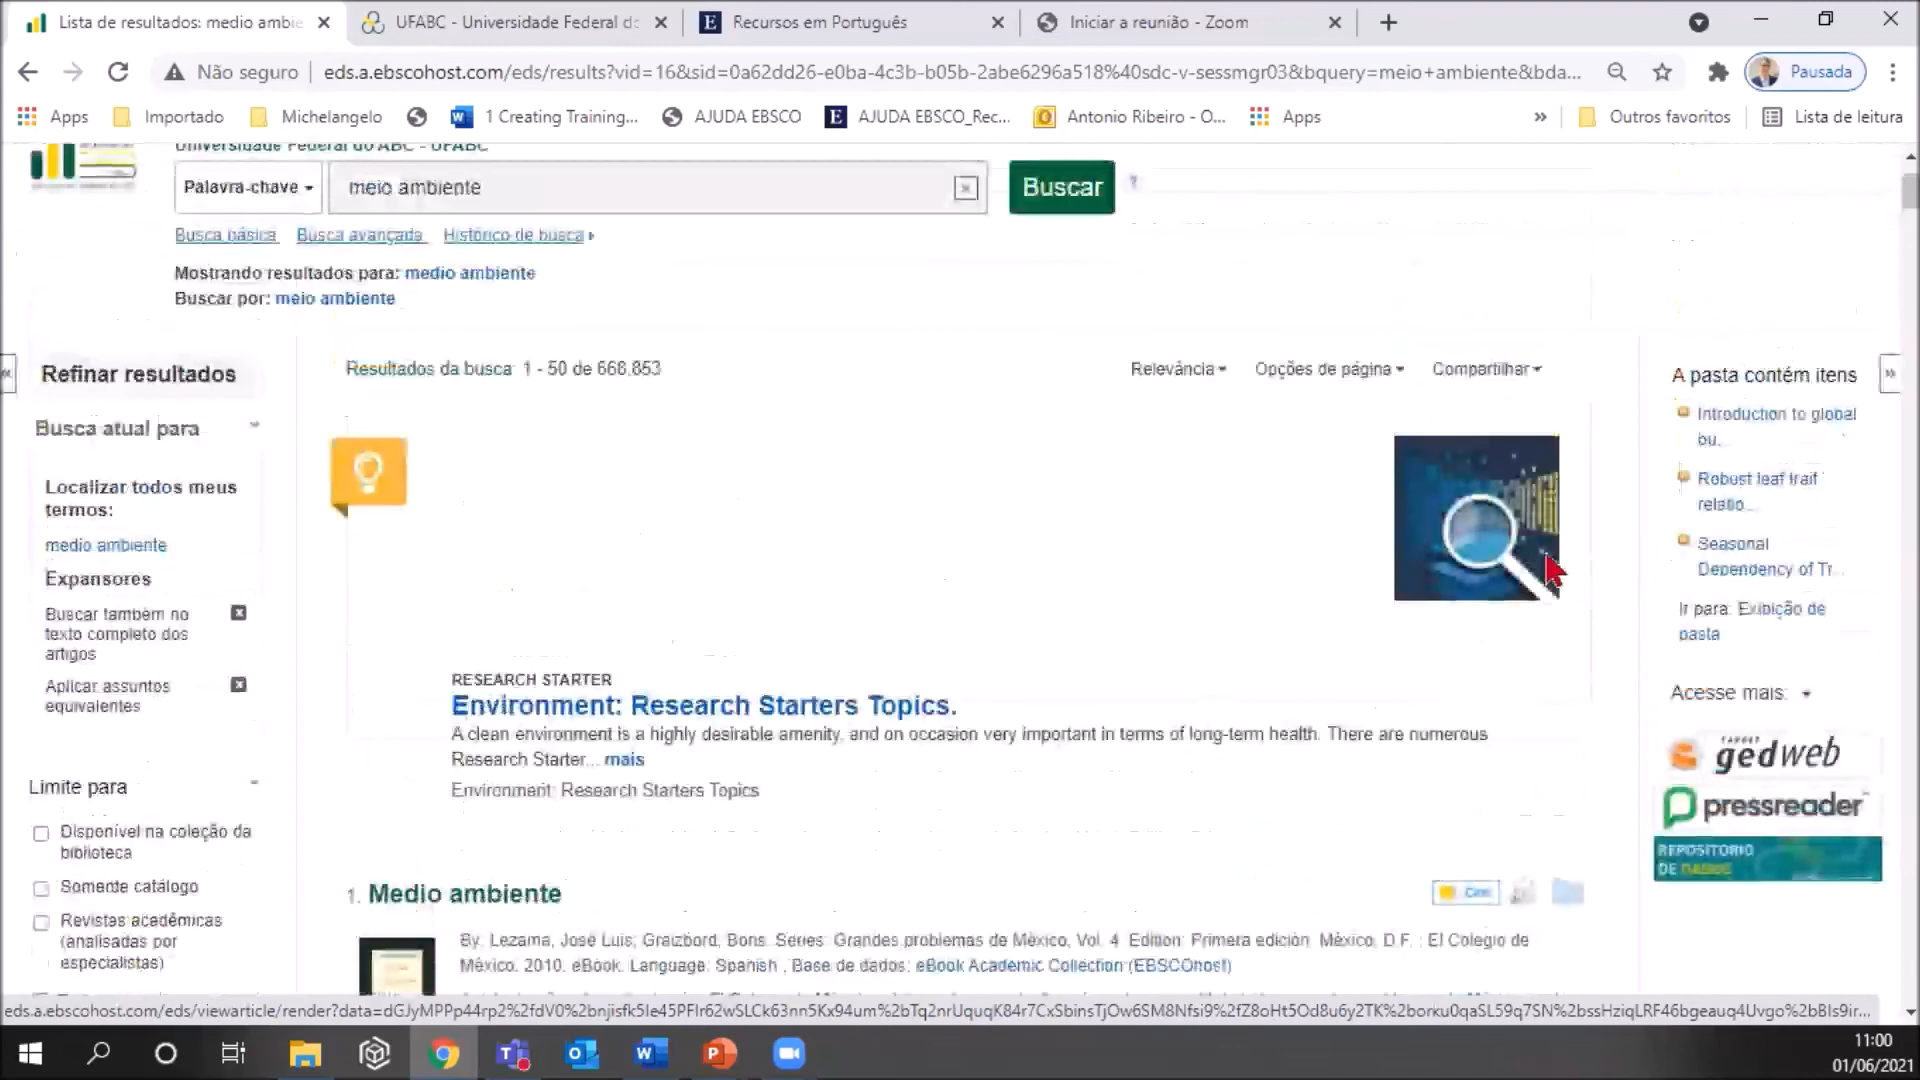 Lista de resultados: medio ambie
UFABC - Universidade Federal do
Recursos em Português
Iniciar a reunião - Zoom
Não seguro
eds.a.ebscohost.com/eds/results?vid=16&sid=0a62dd26-e0ba-4c3b-b05b-2abe6296a518%40sdc-v-sessmgr03&bquery=meio+ambiente&bda...
Pausada
Apps
Importado
Michelangelo
1 Creating Training...
AJUDA EBSCO
AJUDA EBSCO_Rec...
Antonio Ribeiro - O...
Apps
»
Outros favoritos
Lista de leitura
Universidade Federal do ABC - UFABC
Palavra-chave
meio ambiente
Buscar
?
Busca básica
Busca avançada
Histórico de busca
Mostrando resultados para: medio ambiente
Buscar por: meio ambiente
Refinar resultados
Busca atual para
Localizar todos meus
termos:
medio ambiente
Expansores
Buscar também no
texto completo dos
artigos
Aplicar assuntos
equivalentes
Limite para
Disponível na coleção da
biblioteca
Somente catálogo
Revistas acadêmicas
(analisadas por
especialistas)
Resultados da busca: 1 - 50 de 668.853
Relevância
Opções de página
Compartilhar
RESEARCH STARTER
Environment: Research Starters Topics.
A clean environment is a highly desirable amenity, and on occasion very important in terms of long-term health. There are numerous
Research Starter... mais
Environment: Research Starters Topics
1. Medio ambiente
By: Lezama, José Luis; Graizbord, Boris. Series: Grandes problemas de México, Vol. 4. Edition: Primera edición. México, D.F. : El Colegio de
México. 2010. eBook. Language: Spanish , Base de dados: eBook Academic Collection (EBSCOhost)
A pasta contém itens
Introduction to global
bu...
Robust leaf trait
relatio...
Seasonal
Dependency of Tr...
Ir para: Exibição de
pasta
Acesse mais:
TARGET
gedweb
pressreader
REPOSITORIO
DE DADOS
11:00
01/06/2021